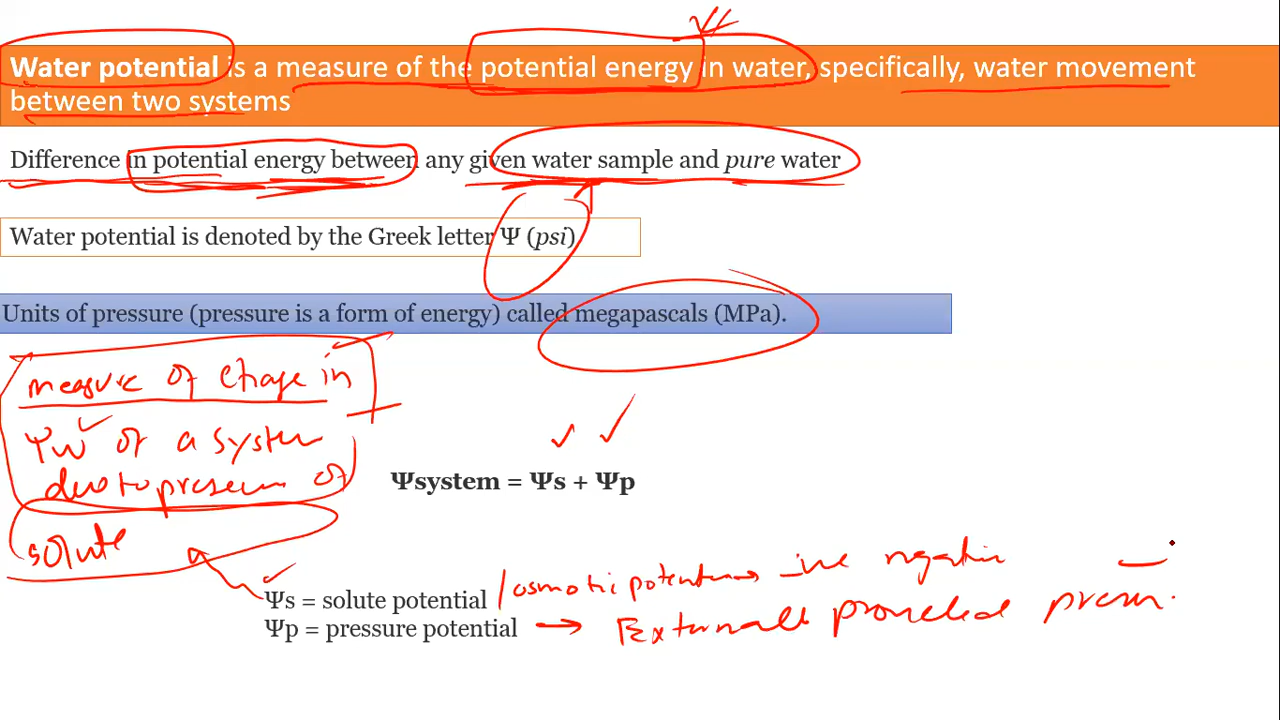 Water potential is a measure of the potential energy in water, specifically, water movement
between two systems
Difference in potential energy between any given water sample and pure water
Water potential is denoted by the Greek letter Ψ (psi).
Units of pressure (pressure is a form of energy) called megapascals (MPa).
measure of change in
Ψw of a system
due to presence of
solute
Ψsystem = Ψs + Ψp
Ψs = solute potential / osmotic potential -ive negative
Ψp = pressure potential → Externally provided pressure